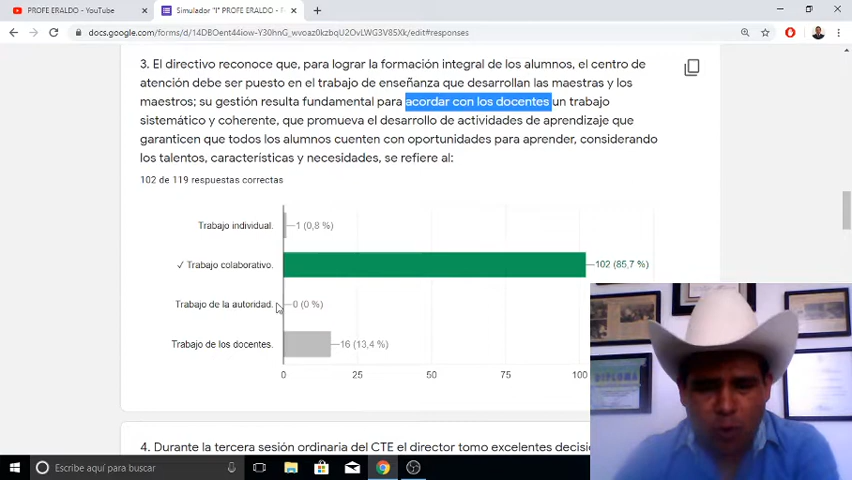 PROFE ERALDO - YouTube
Simulador "I" PROFE ERALDO - F
docs.google.com/forms/d/14DBOent44iowh-Y30hnG_wvoaz0kzbqU2OvLWG3V85Xk/edit#responses
3. El directivo reconoce que, para lograr la formación integral de los alumnos, el centro de
atención debe ser puesto en el trabajo de enseñanza que desarrollan las maestras y los
maestros; su gestión resulta fundamental para acordar con los docentes un trabajo
sistemático y coherente, que promueva el desarrollo de actividades de aprendizaje que
garanticen que todos los alumnos cuenten con oportunidades para aprender, considerando
los talentos, características y necesidades, se refiere al:
102 de 119 respuestas correctas
Trabajo individual.
1 (0,8 %)
✓ Trabajo colaborativo.
102 (85,7 %)
Trabajo de la autoridad.
0 (0 %)
Trabajo de los docentes.
16 (13,4 %)
0 25 50 75 100
DIPLOMA
4. Durante la tercera sesión ordinaria del CTE el director tomo excelentes decisi
Escribe aquí para buscar